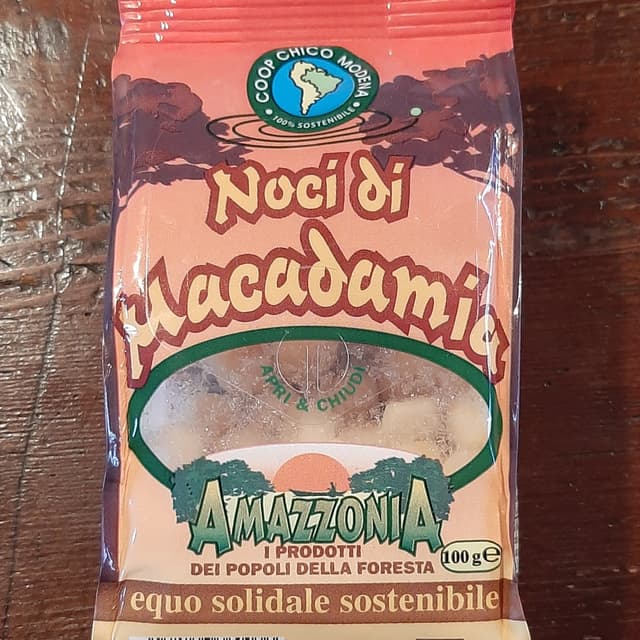 COOP CHICO MODENA
• 100% SOSTENIBILE •
Noci di
Macadamia
APRI & CHIUDI
AMAZZONIA
I PRODOTTI
DEI POPOLI DELLA FORESTA
100 g e
equo solidale sostenibile